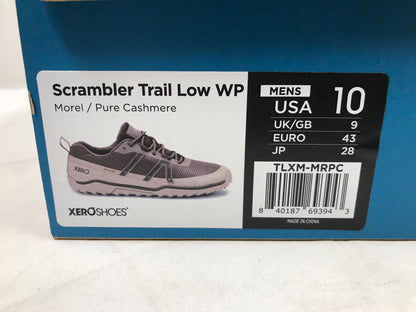 Scrambler Trail Low WP
Morel / Pure Cashmere
XERO
XEROSHOES®
MENS
USA 10
UK/GB 9
EURO 43
JP 28
TLXM-MRPC
8 40187 69394 3
MADE IN CHINA